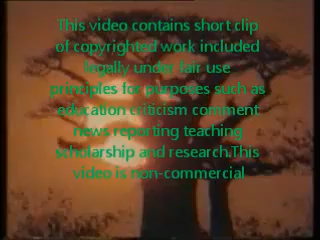 This video contains short clip
of copyrighted work included
legally under fair use
principles for purposes such as
education criticism comment
news reporting teaching
scholarship and research.This
video is non-commercial